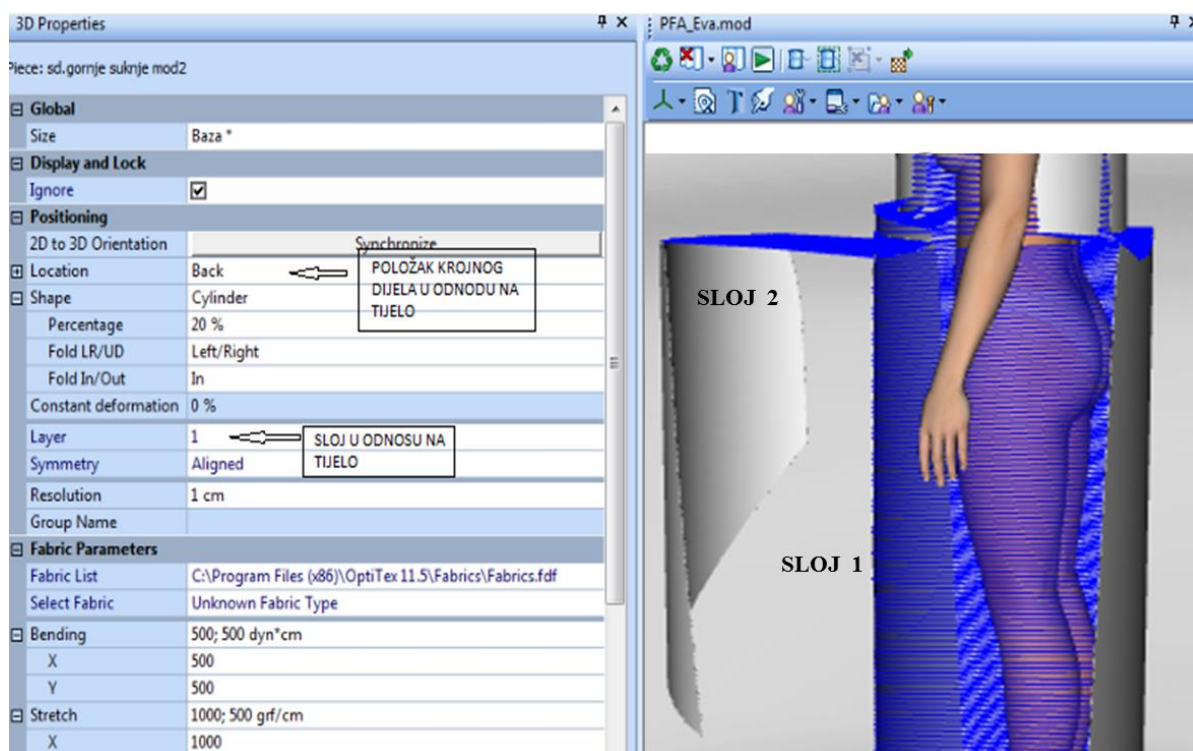 3D Properties
Piece: sd.gornje suknje mod2
Global
Size Baza *
Display and Lock
Ignore
Positioning
2D to 3D Orientation Synchronize
Location Back
Shape Cylinder
Percentage 20 %
Fold LR/UD Left/Right
Fold In/Out In
Constant deformation 0 %
Layer 1
Symmetry Aligned
Resolution 1 cm
Group Name
Fabric Parameters
Fabric List C:\Program Files (x86)\OptiTex 11.5\Fabrics\Fabrics.fdf
Select Fabric Unknown Fabric Type
Bending 500; 500 dyn*cm
X 500
Y 500
Stretch 1000; 500 grf/cm
X 1000
POLOŽAK KROJNOG
DIJELA U ODNODU NA
TIJELO
SLOJ U ODNOSU NA
TIJELO
PFA_Eva.mod
SLOJ 2
SLOJ 1